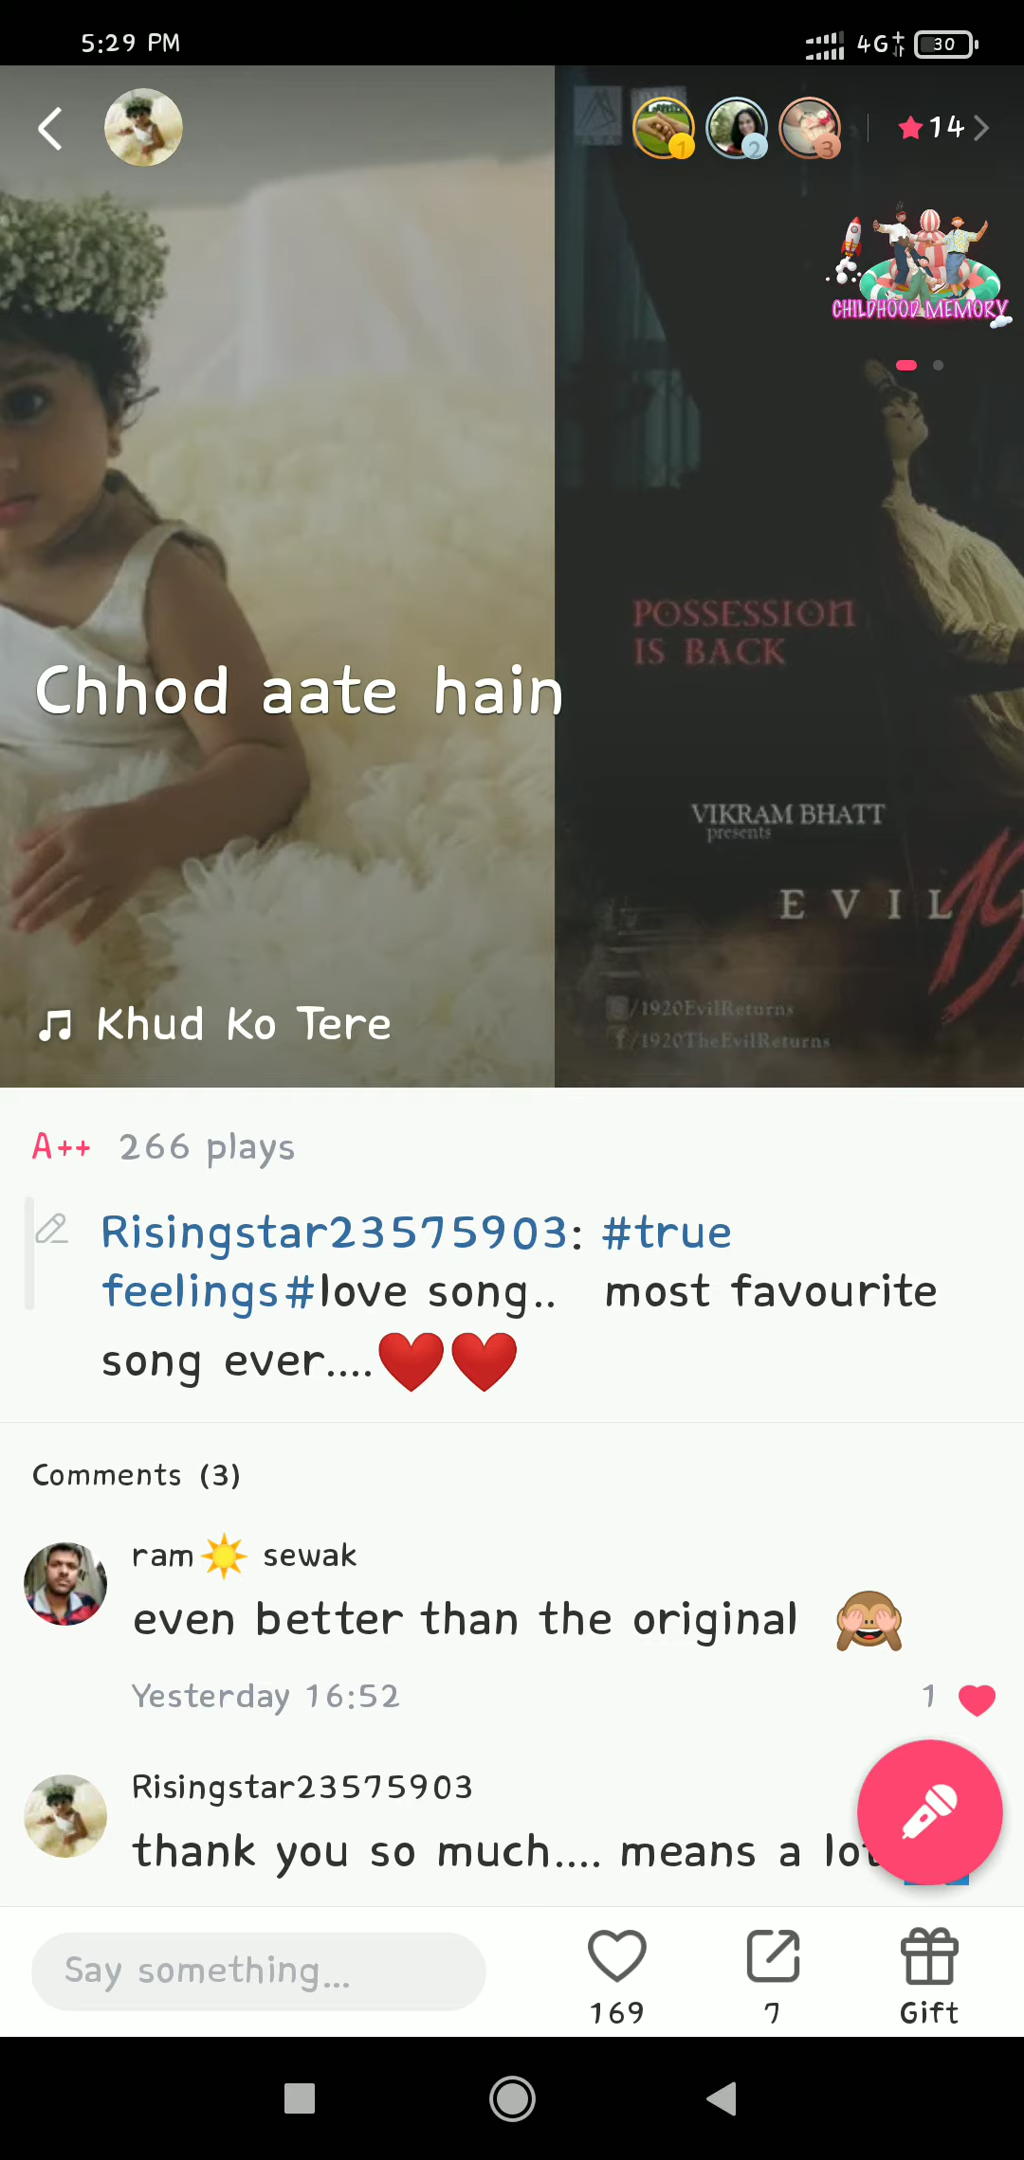 5:29 PM
4G
30
1
2
3
14
CHILDHOOD MEMORY
POSSESSION
IS BACK
Chhod aate hain
VIKRAM BHATT
presents
EVIL
/1920EvilReturns
/1920TheEvilReturns
Khud Ko Tere
A++ 266 plays
Risingstar23575903: #true
feelings#love song.. most favourite
song ever....❤️❤️
Comments (3)
ram☀️ sewak
even better than the original 🙈
Yesterday 16:52
1
Risingstar23575903
thank you so much.... means a lot
Say something...
169
7
Gift